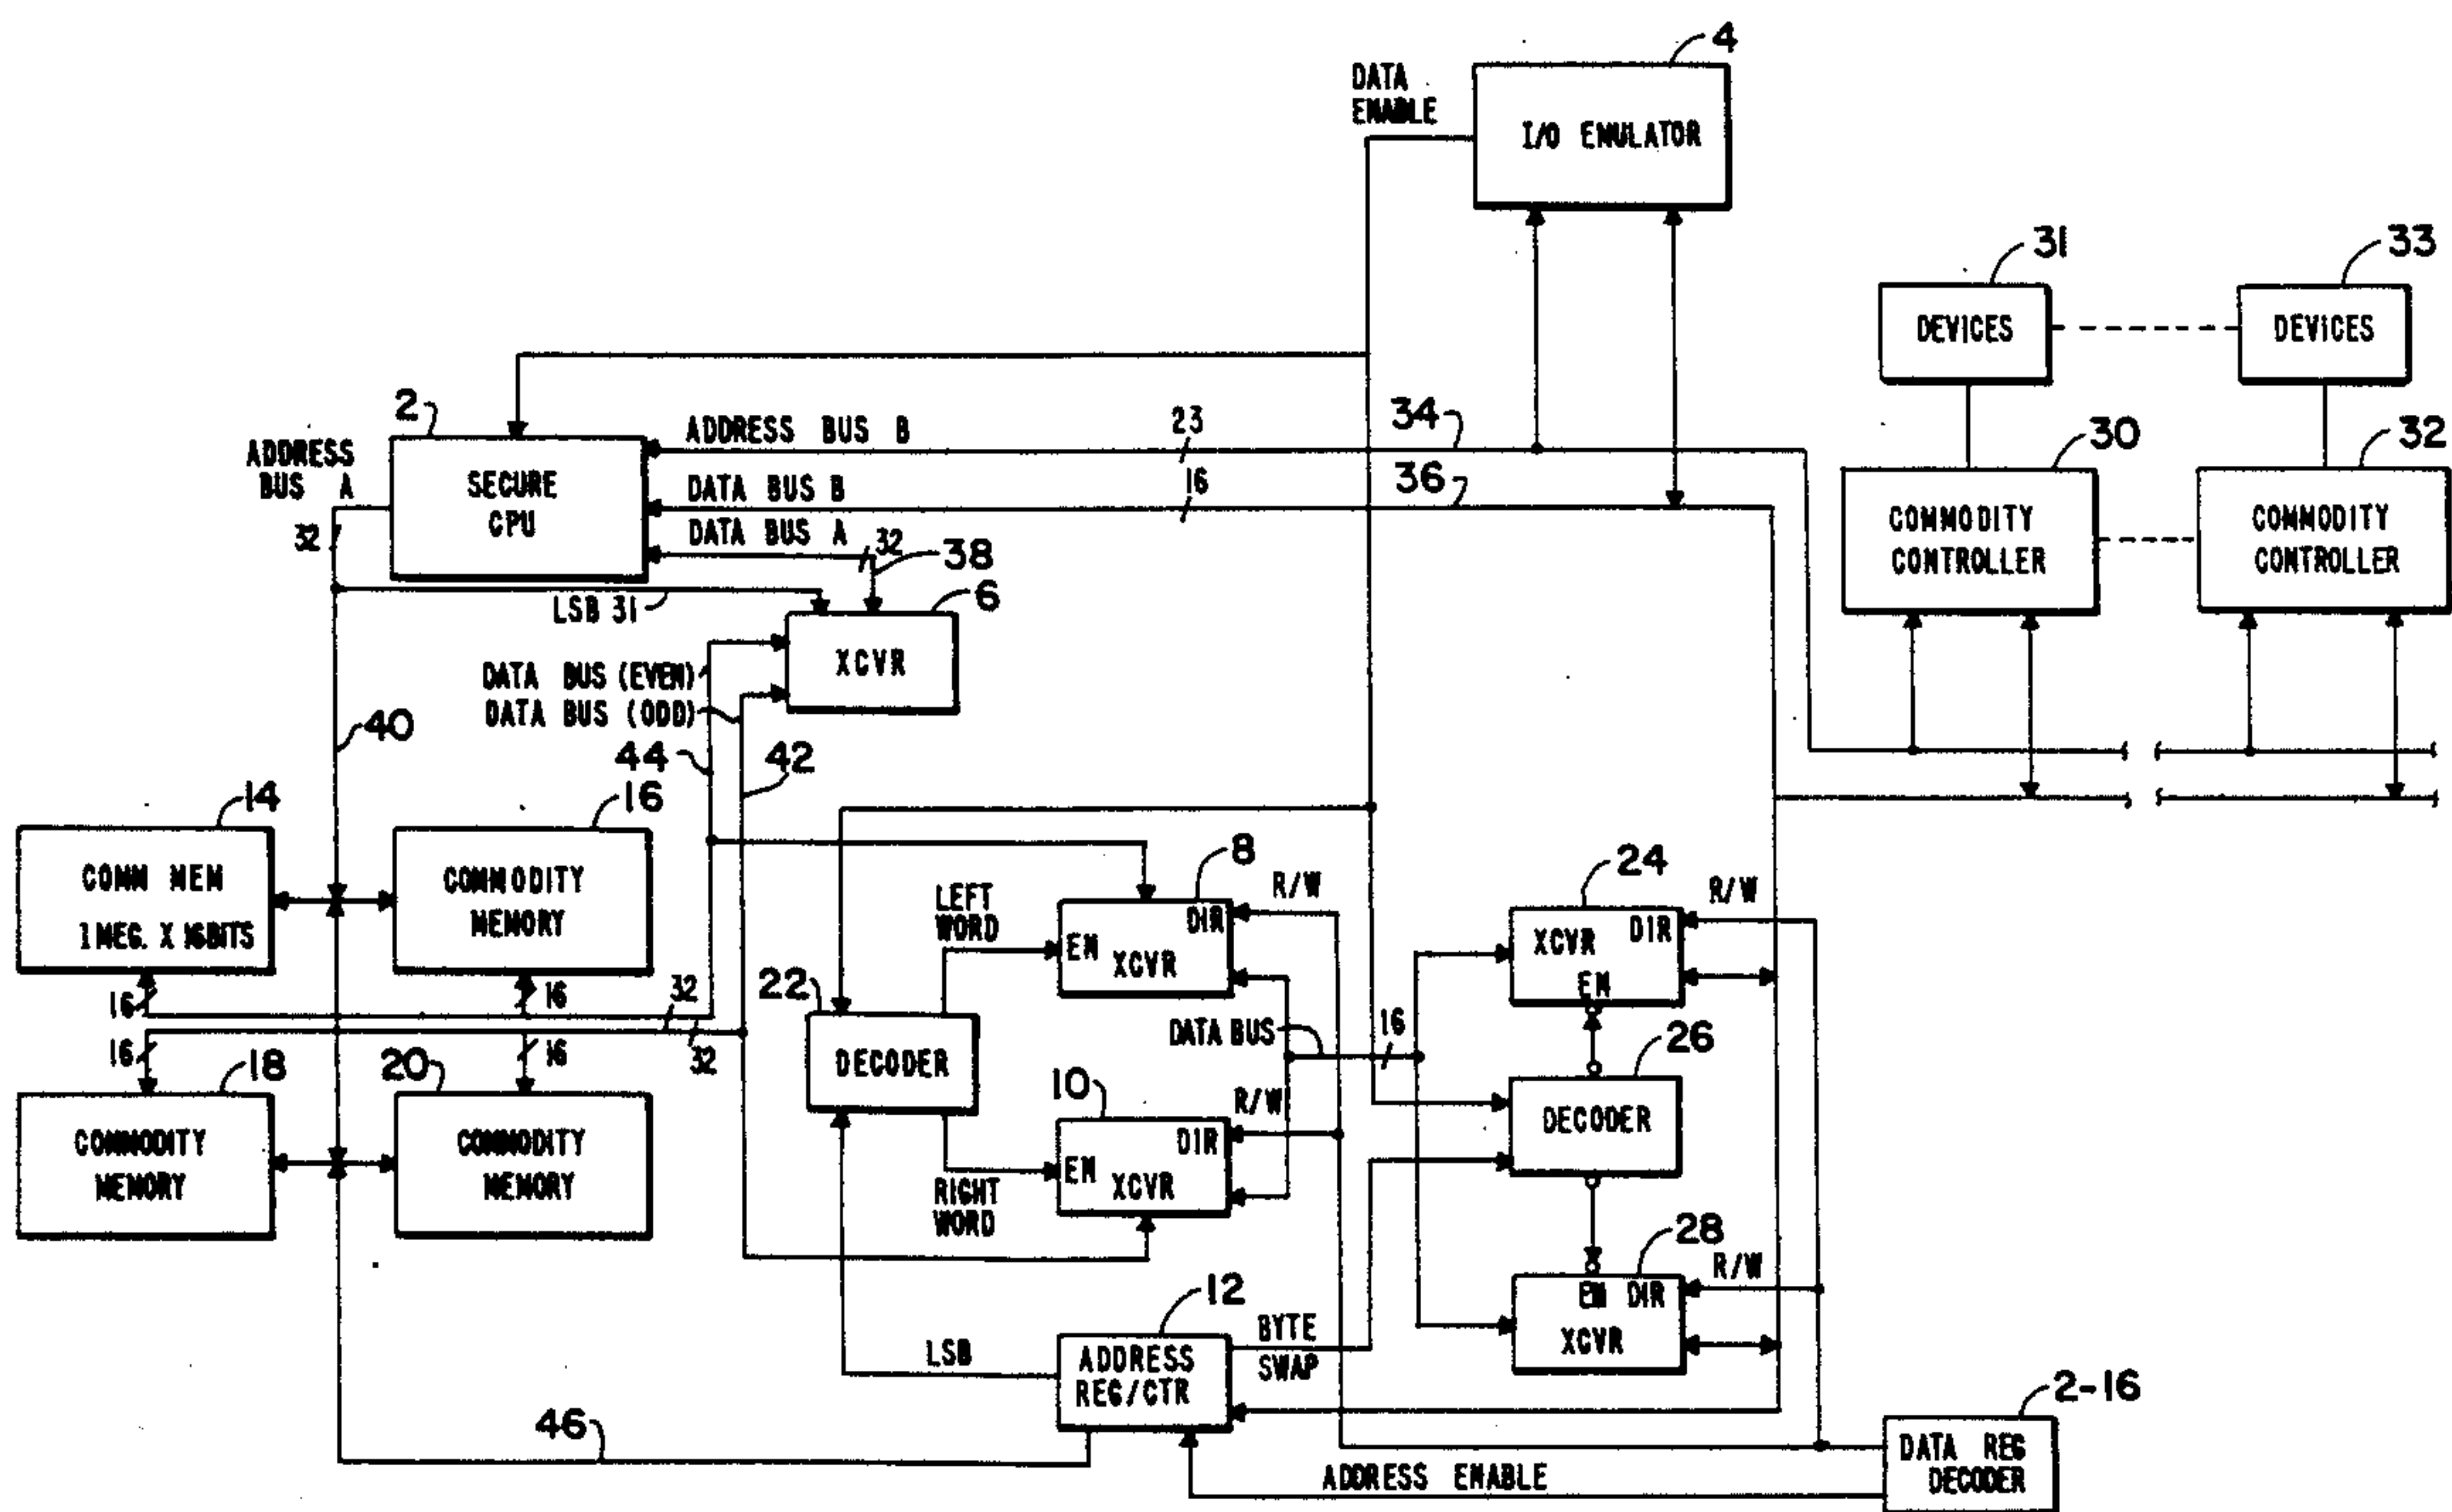 4
DATA
ENABLE
I/O EMULATOR
31
33
DEVICES
DEVICES
2
ADDRESS
BUS A
32
SECURE
CPU
ADDRESS BUS B
23
34
DATA BUS B
16
36
DATA BUS A
32
38
30
32
COMMODITY
CONTROLLER
COMMODITY
CONTROLLER
LSB 31
6
XCVR
DATA BUS (EVEN)
DATA BUS (ODD)
40
44
42
14
16
COMM MEM
1 MEG. X 16BITS
COMMODITY
MEMORY
16
16
32
32
16
16
18
20
COMMODITY
MEMORY
COMMODITY
MEMORY
8
LEFT
WORD
R/W
DIR
EN
XCVR
22
DECODER
DATA BUS
16
10
R/W
DIR
EN
XCVR
RIGHT
WORD
24
R/W
XCVR
DIR
EN
26
DECODER
28
R/W
EN DIR
XCVR
12
LSB
ADDRESS
REG/CTR
BYTE
SWAP
46
ADDRESS ENABLE
2-16
DATA REG
DECODER